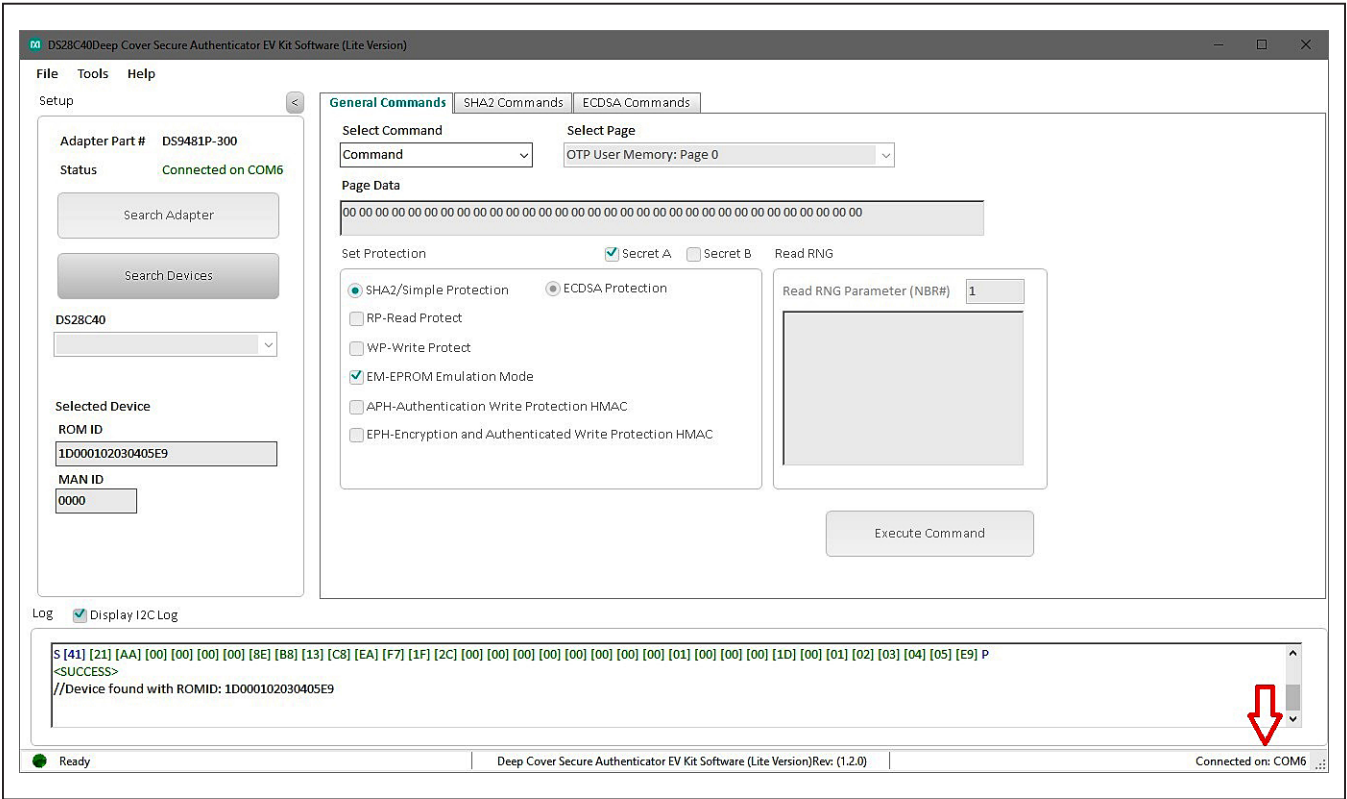 DS28C40Deep Cover Secure Authenticator EV Kit Software (Lite Version)
File Tools Help
Setup
<
Adapter Part # DS9481P-300
Status Connected on COM6
Search Adapter
Search Devices
DS28C40
Selected Device
ROM ID
1D000102030405E9
MAN ID
0000
General Commands SHA2 Commands ECDSA Commands
Select Command Select Page
Command OTP User Memory: Page 0
Page Data
00 00 00 00 00 00 00 00 00 00 00 00 00 00 00 00 00 00 00 00 00 00 00 00 00 00 00 00 00 00 00 00
Set Protection Secret A Secret B Read RNG
SHA2/Simple Protection ECDSA Protection
RP-Read Protect
WP-Write Protect
EM-EPROM Emulation Mode
APH-Authentication Write Protection HMAC
EPH-Encryption and Authenticated Write Protection HMAC
Read RNG Parameter (NBR#) 1
Execute Command
Log Display I2C Log
S [41] [21] [AA] [00] [00] [00] [00] [8E] [B8] [13] [C8] [EA] [F7] [1F] [2C] [00] [00] [00] [00] [00] [00] [00] [00] [01] [00] [00] [00] [1D] [00] [01] [02] [03] [04] [05] [E9] P
<SUCCESS>
//Device found with ROMID: 1D000102030405E9
Ready Deep Cover Secure Authenticator EV Kit Software (Lite Version)Rev: (1.2.0) Connected on: COM6